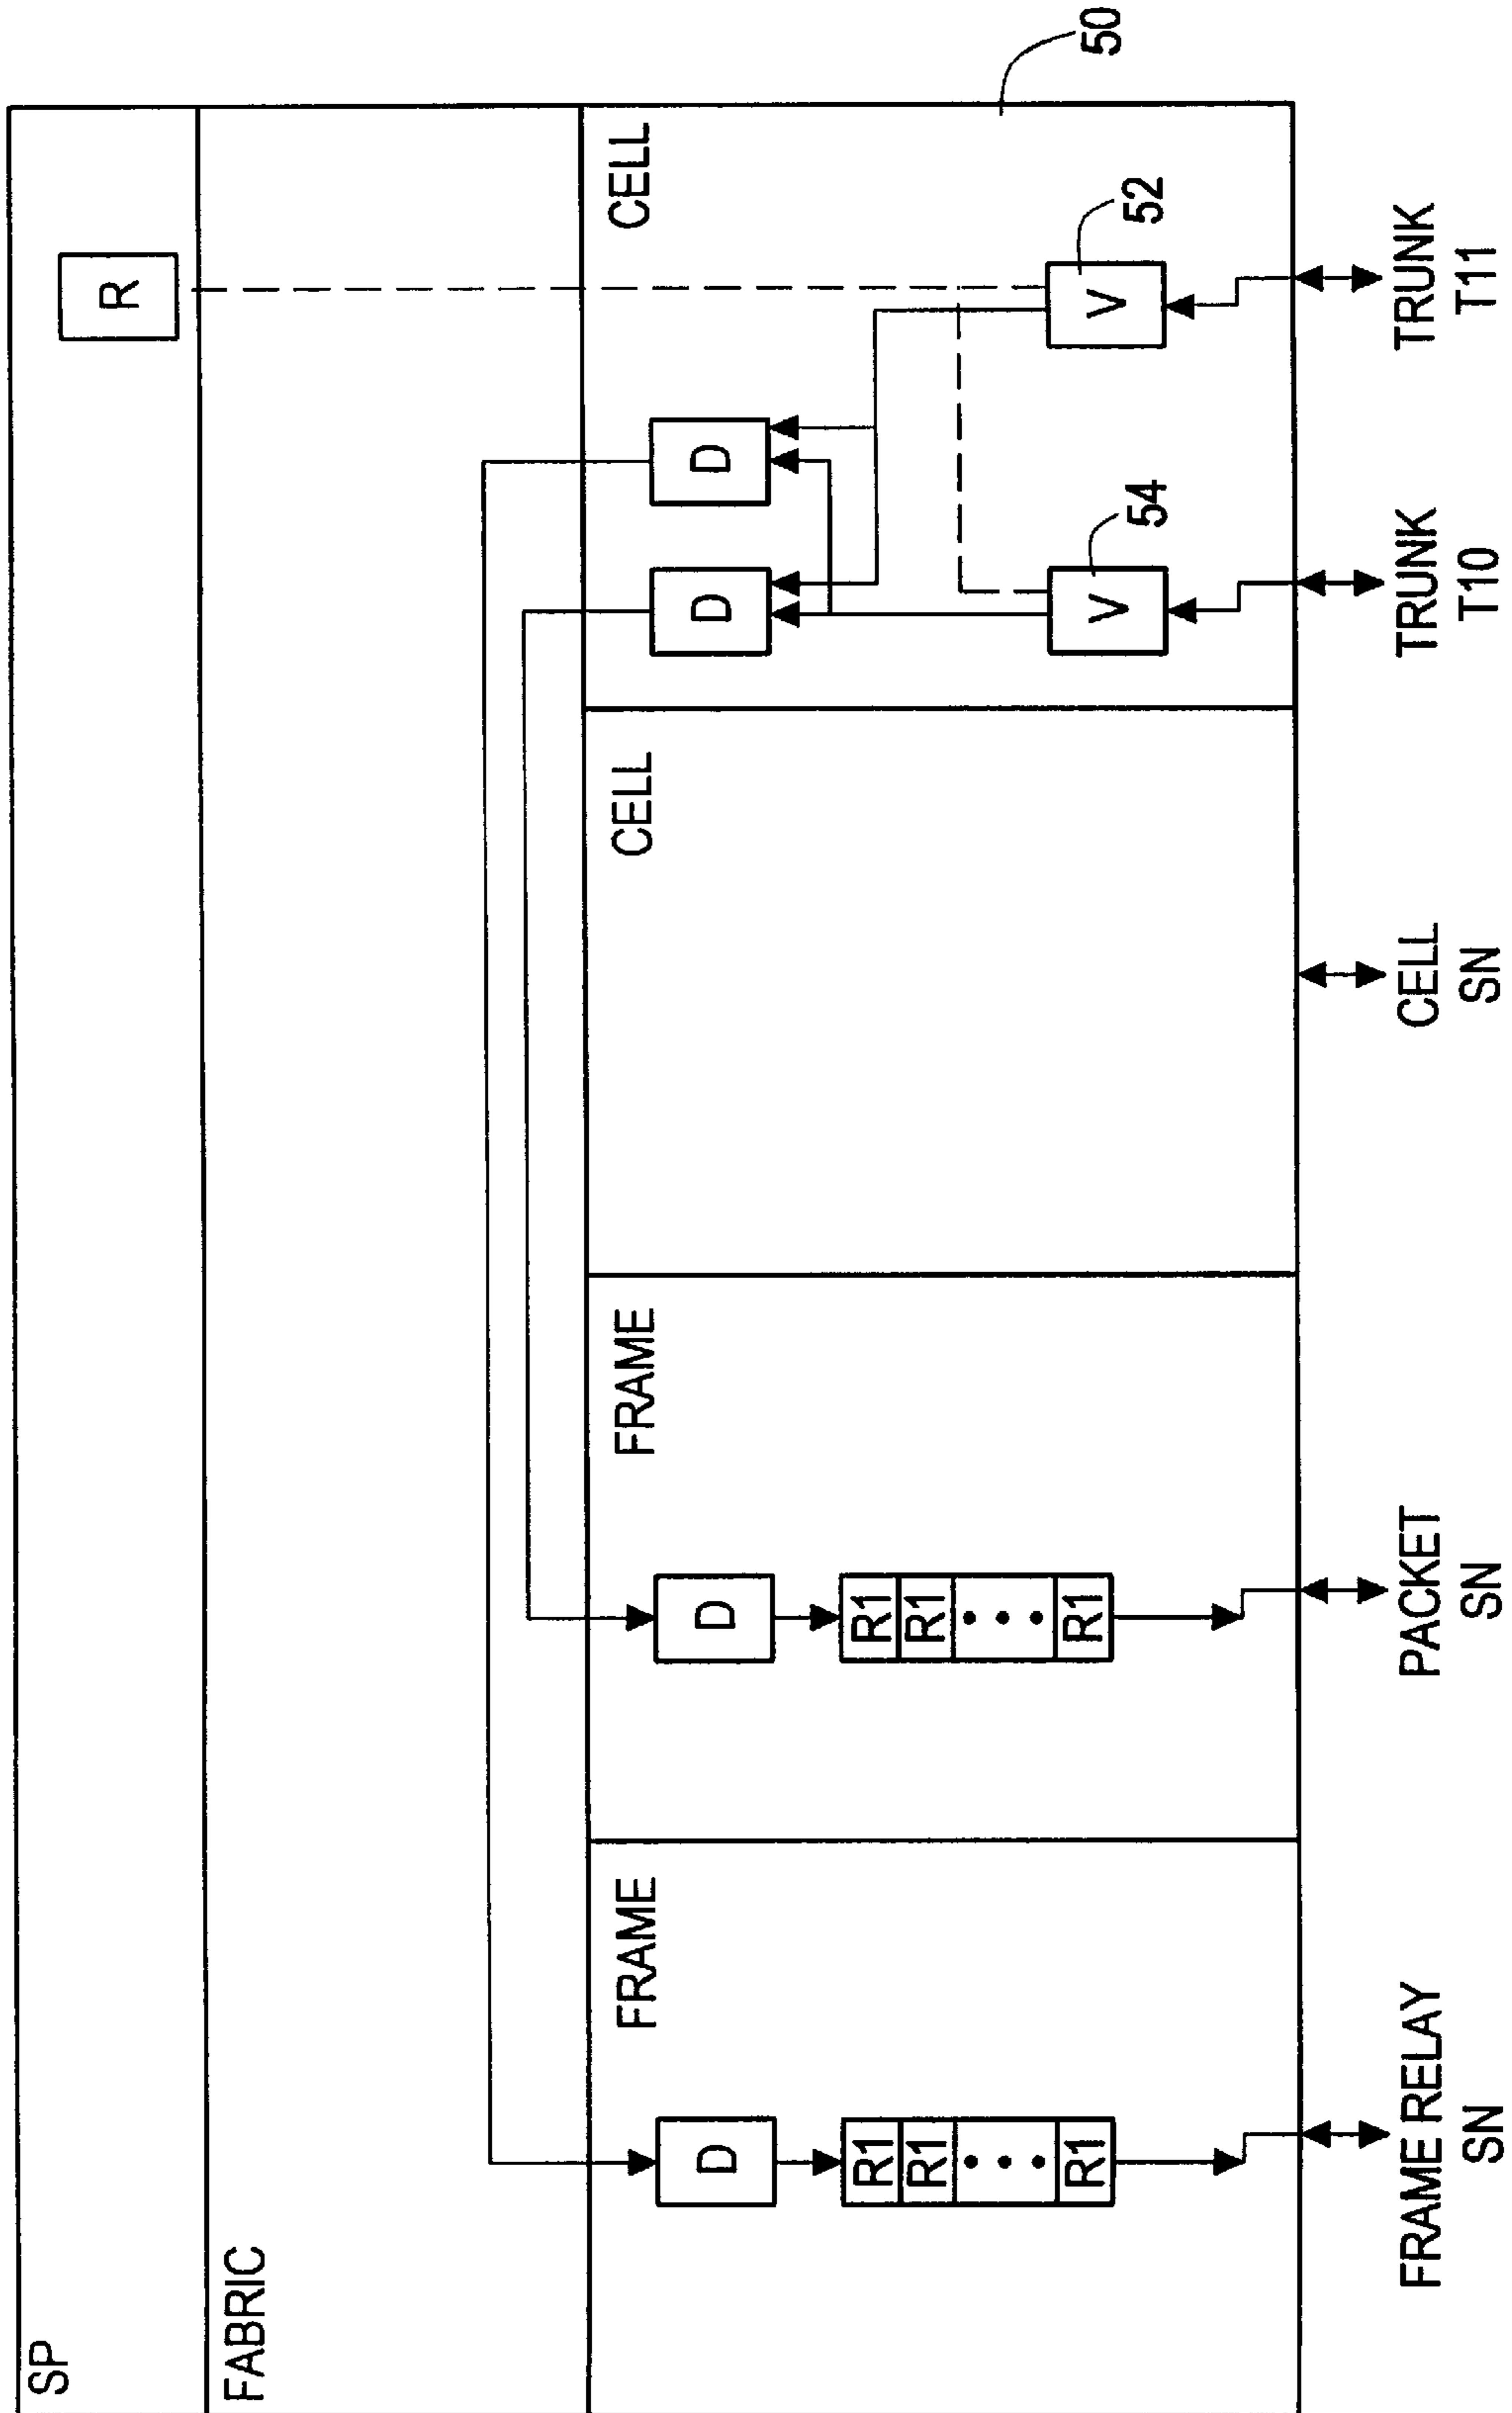 SP
R
FABRIC
FRAME
FRAME
CELL
CELL
D
D
D
D
R1
R1
• • •
R1
R1
R1
• • •
R1
V
54
V
52
50
FRAME RELAY
SN
PACKET
SN
CELL
SN
TRUNK
T10
TRUNK
T11